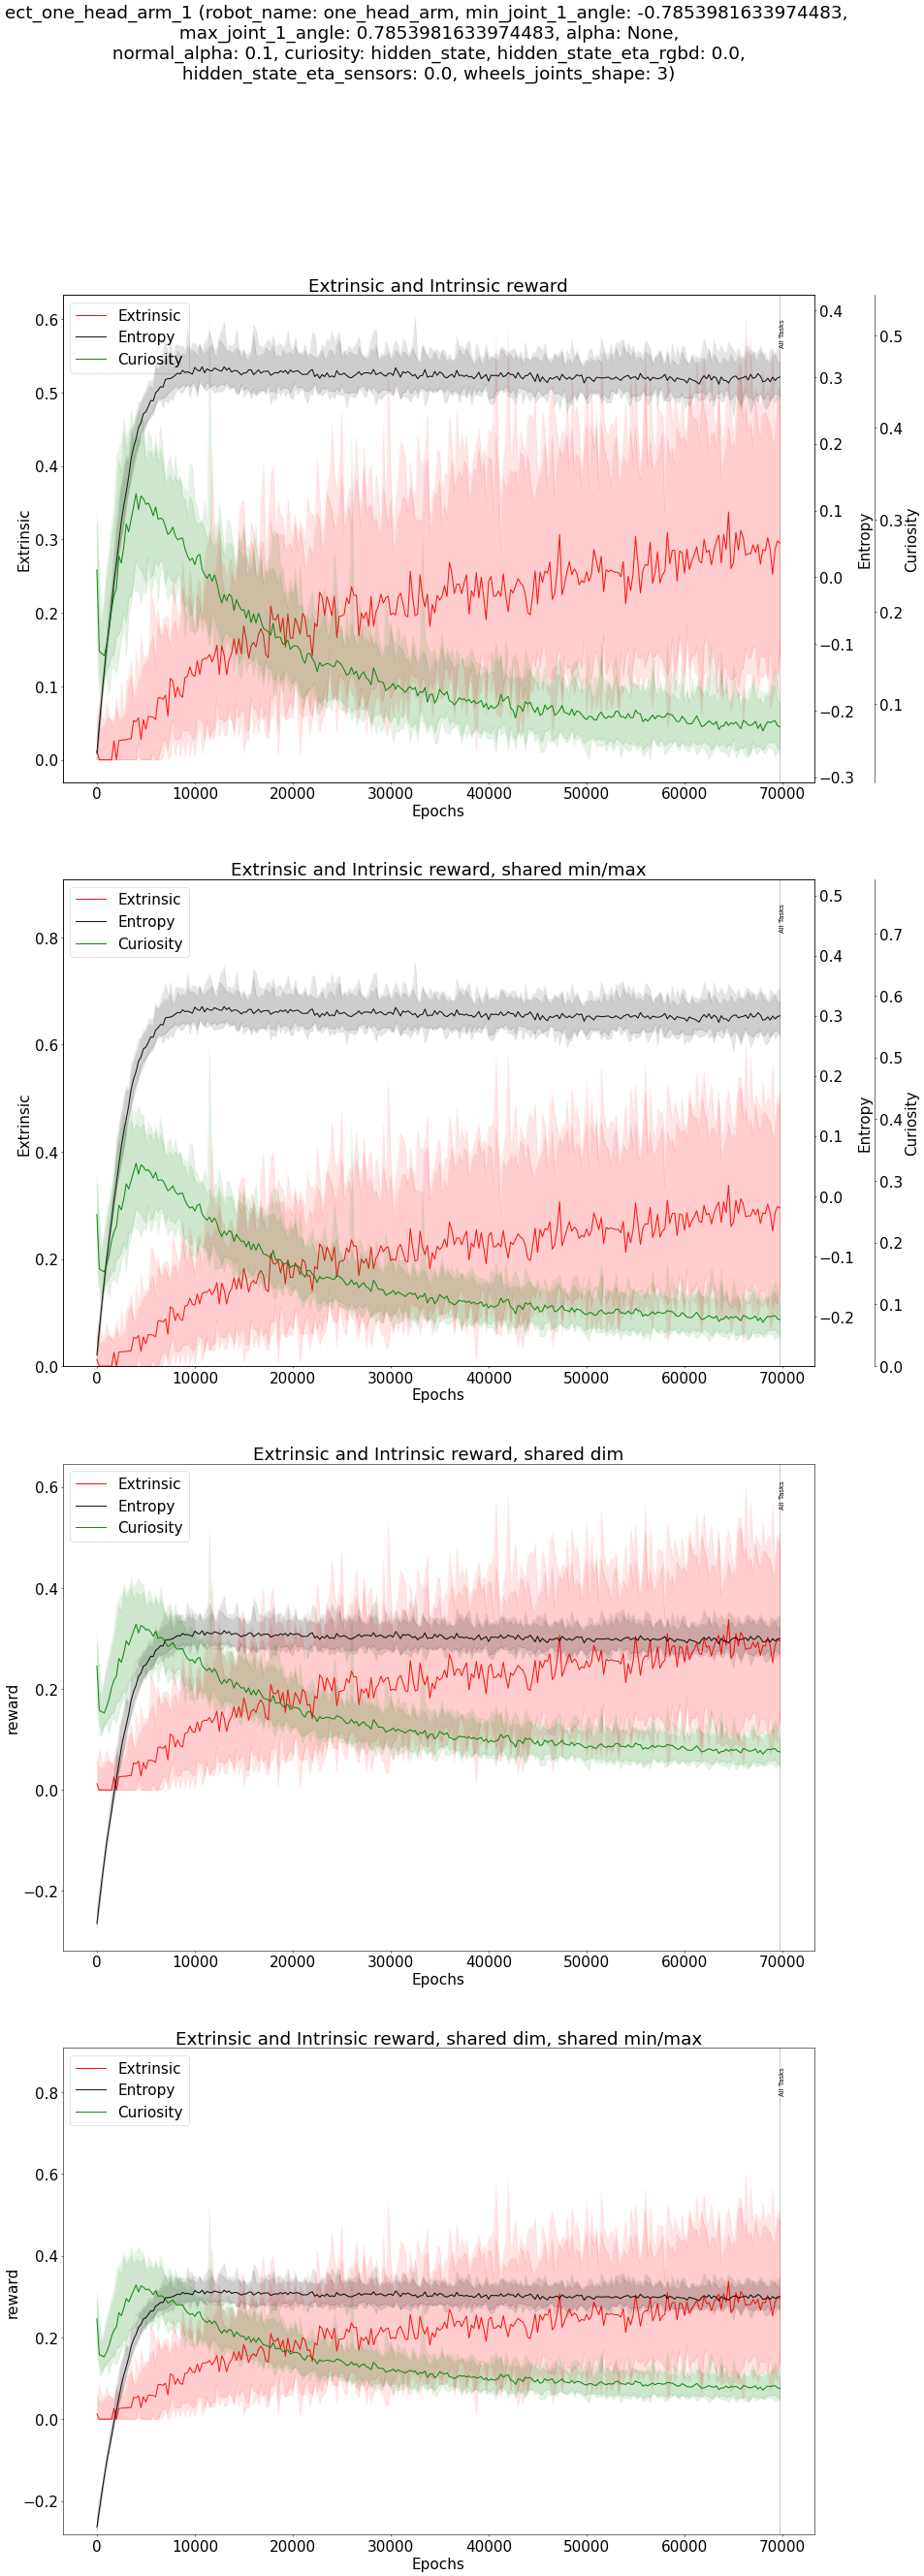 ect_one_head_arm_1 (robot_name: one_head_arm, min_joint_1_angle: -0.7853981633974483,
max_joint_1_angle: 0.7853981633974483, alpha: None,
normal_alpha: 0.1, curiosity: hidden_state, hidden_state_eta_rgbd: 0.0,
hidden_state_eta_sensors: 0.0, wheels_joints_shape: 3)
Extrinsic and Intrinsic reward
Extrinsic
Entropy
Curiosity
All Tasks
Extrinsic
0.6
0.5
0.4
0.3
0.2
0.1
0.0
0.4
0.3
0.2
0.1
0.0
−0.1
−0.2
−0.3
Entropy
0.5
0.4
0.3
0.2
0.1
Curiosity
0 10000 20000 30000 40000 50000 60000 70000
Epochs
Extrinsic and Intrinsic reward, shared min/max
Extrinsic
Entropy
Curiosity
All Tasks
Extrinsic
0.8
0.6
0.4
0.2
0.0
0.5
0.4
0.3
0.2
0.1
0.0
−0.1
−0.2
Entropy
0.7
0.6
0.5
0.4
0.3
0.2
0.1
0.0
Curiosity
0 10000 20000 30000 40000 50000 60000 70000
Epochs
Extrinsic and Intrinsic reward, shared dim
Extrinsic
Entropy
Curiosity
All Tasks
reward
0.6
0.4
0.2
0.0
−0.2
0 10000 20000 30000 40000 50000 60000 70000
Epochs
Extrinsic and Intrinsic reward, shared dim, shared min/max
Extrinsic
Entropy
Curiosity
All Tasks
reward
0.8
0.6
0.4
0.2
0.0
−0.2
0 10000 20000 30000 40000 50000 60000 70000
Epochs